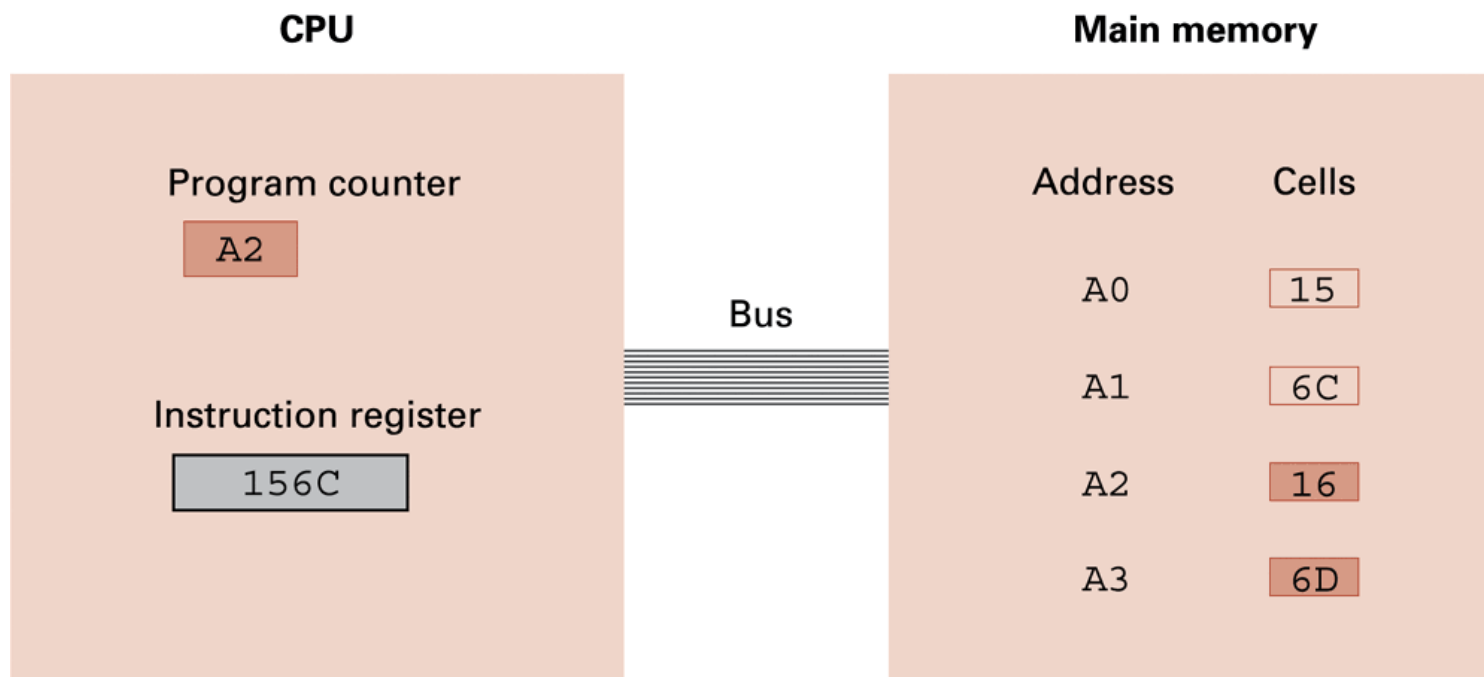 CPU
Main memory
Program counter
A2
Instruction register
156C
Bus
Address Cells
A0 15
A1 6C
A2 16
A3 6D